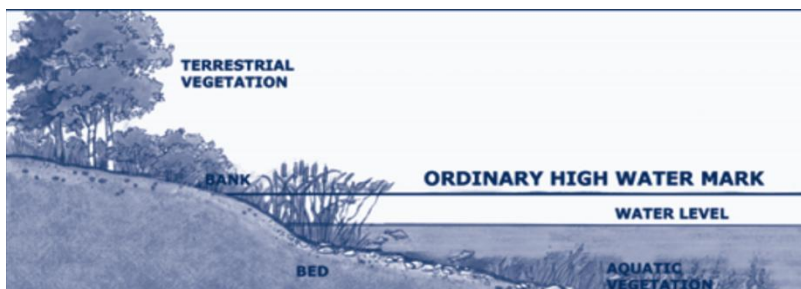 TERRESTRIAL
VEGETATION
BANK
ORDINARY HIGH WATER MARK
WATER LEVEL
BED
AQUATIC
VEGETATION